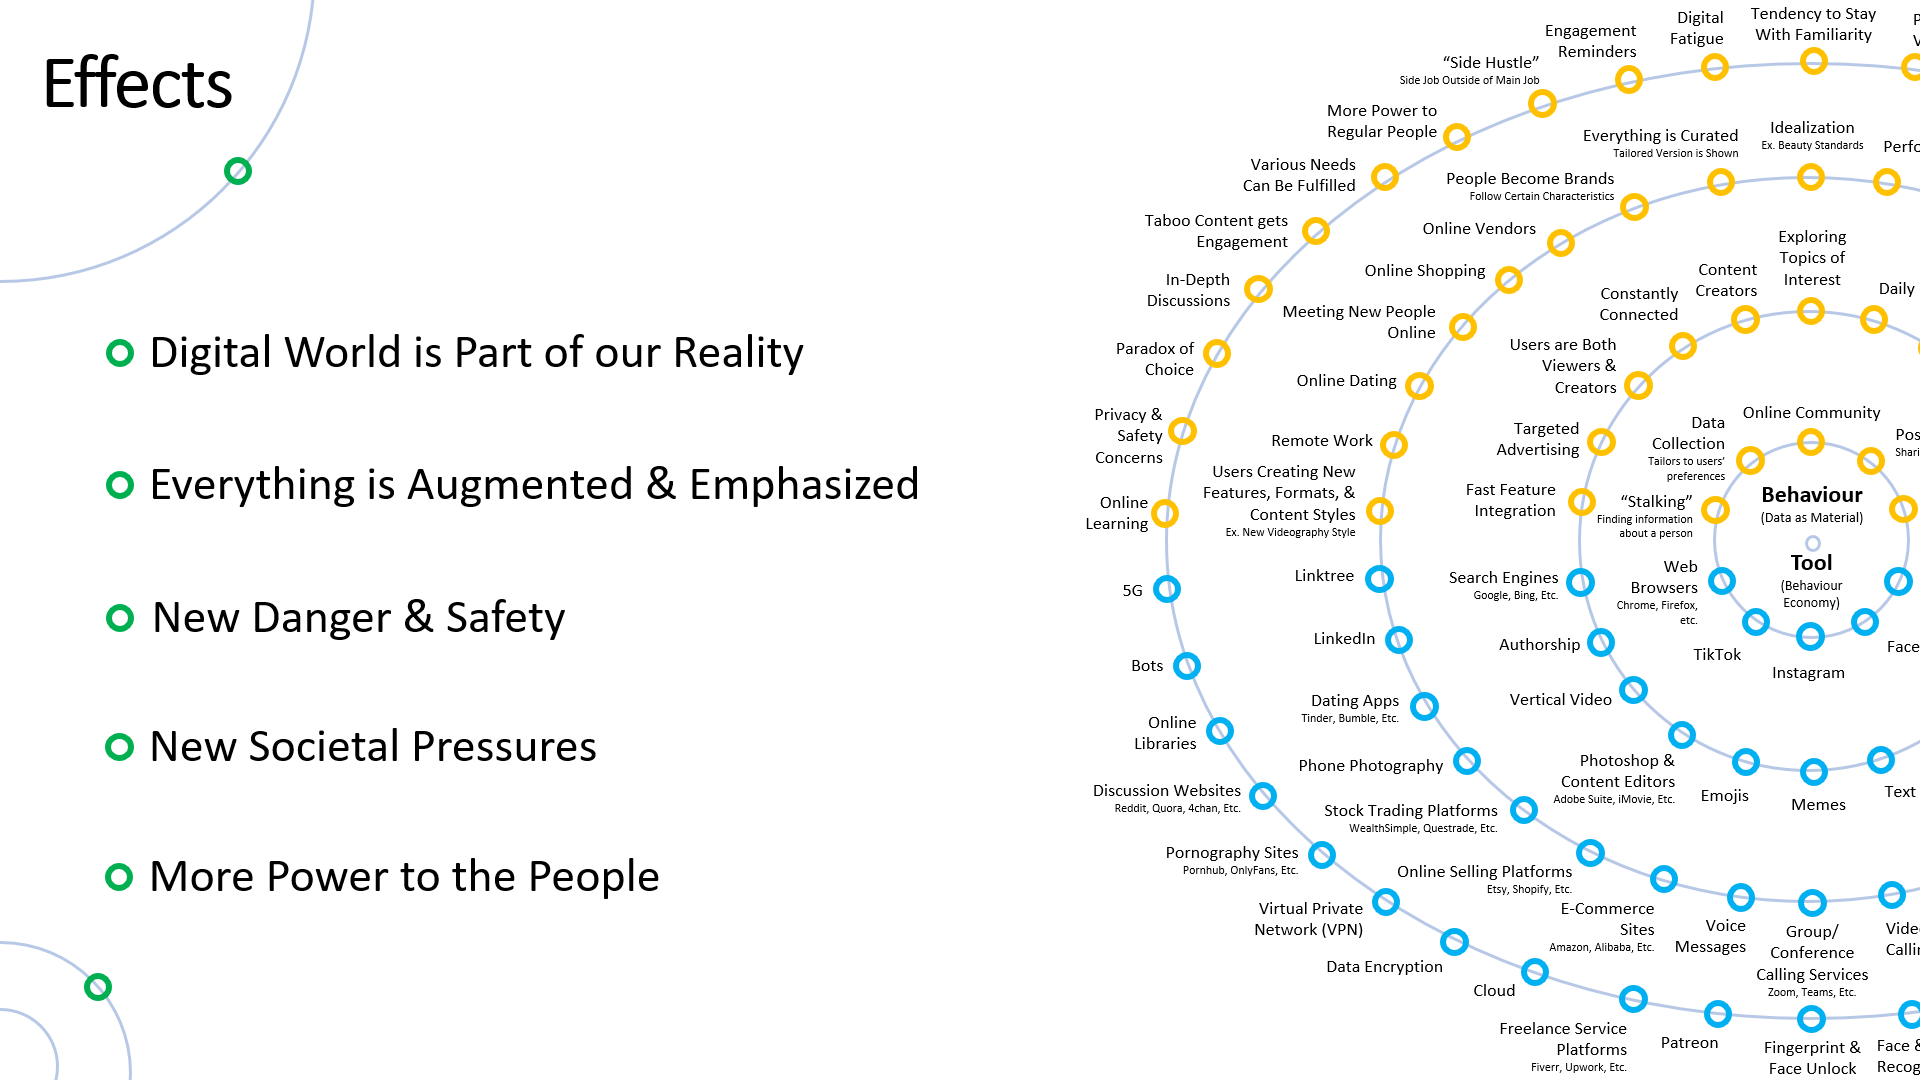 Effects
Digital World is Part of our Reality
Everything is Augmented & Emphasized
New Danger & Safety
New Societal Pressures
More Power to the People
Tendency to Stay
With Familiarity
Digital
Fatigue
Engagement
Reminders
“Side Hustle”
Side Job Outside of Main Job
More Power to
Regular People
Various Needs
Can Be Fulfilled
Taboo Content gets
Engagement
In-Depth
Discussions
Paradox of
Choice
Privacy &
Safety
Concerns
Online
Learning
5G
Bots
Online
Libraries
Discussion Websites
Reddit, Quora, 4chan, Etc.
Pornography Sites
Pornhub, OnlyFans, Etc.
Virtual Private
Network (VPN)
Data Encryption
Cloud
Freelance Service
Platforms
Fiverr, Upwork, Etc.
Patreon
Fingerprint &
Face Unlock
Face &
Recog
Idealization
Ex. Beauty Standards
Perfo
Everything is Curated
Tailored Version is Shown
People Become Brands
Follow Certain Characteristics
Online Vendors
Online Shopping
Meeting New People
Online
Online Dating
Remote Work
Users Creating New
Features, Formats, &
Content Styles
Ex. New Videography Style
Linktree
LinkedIn
Dating Apps
Tinder, Bumble, Etc.
Phone Photography
Stock Trading Platforms
WealthSimple, Questrade, Etc.
Online Selling Platforms
Etsy, Shopify, Etc.
E-Commerce
Sites
Amazon, Alibaba, Etc.
Voice
Messages
Group/
Conference
Calling Services
Zoom, Teams, Etc.
Vide
Callin
Exploring
Topics of
Interest
Daily
Content
Creators
Constantly
Connected
Users are Both
Viewers &
Creators
Targeted
Advertising
Fast Feature
Integration
Search Engines
Google, Bing, Etc.
Authorship
Vertical Video
Photoshop &
Content Editors
Adobe Suite, iMovie, Etc.
Emojis
Memes
Text
Online Community
Pos
Shari
Data
Collection
Tailors to users’
preferences
“Stalking”
Finding information
about a person
Web
Browsers
Chrome, Firefox,
etc.
TikTok
Instagram
Face
Behaviour
(Data as Material)
Tool
(Behaviour
Economy)